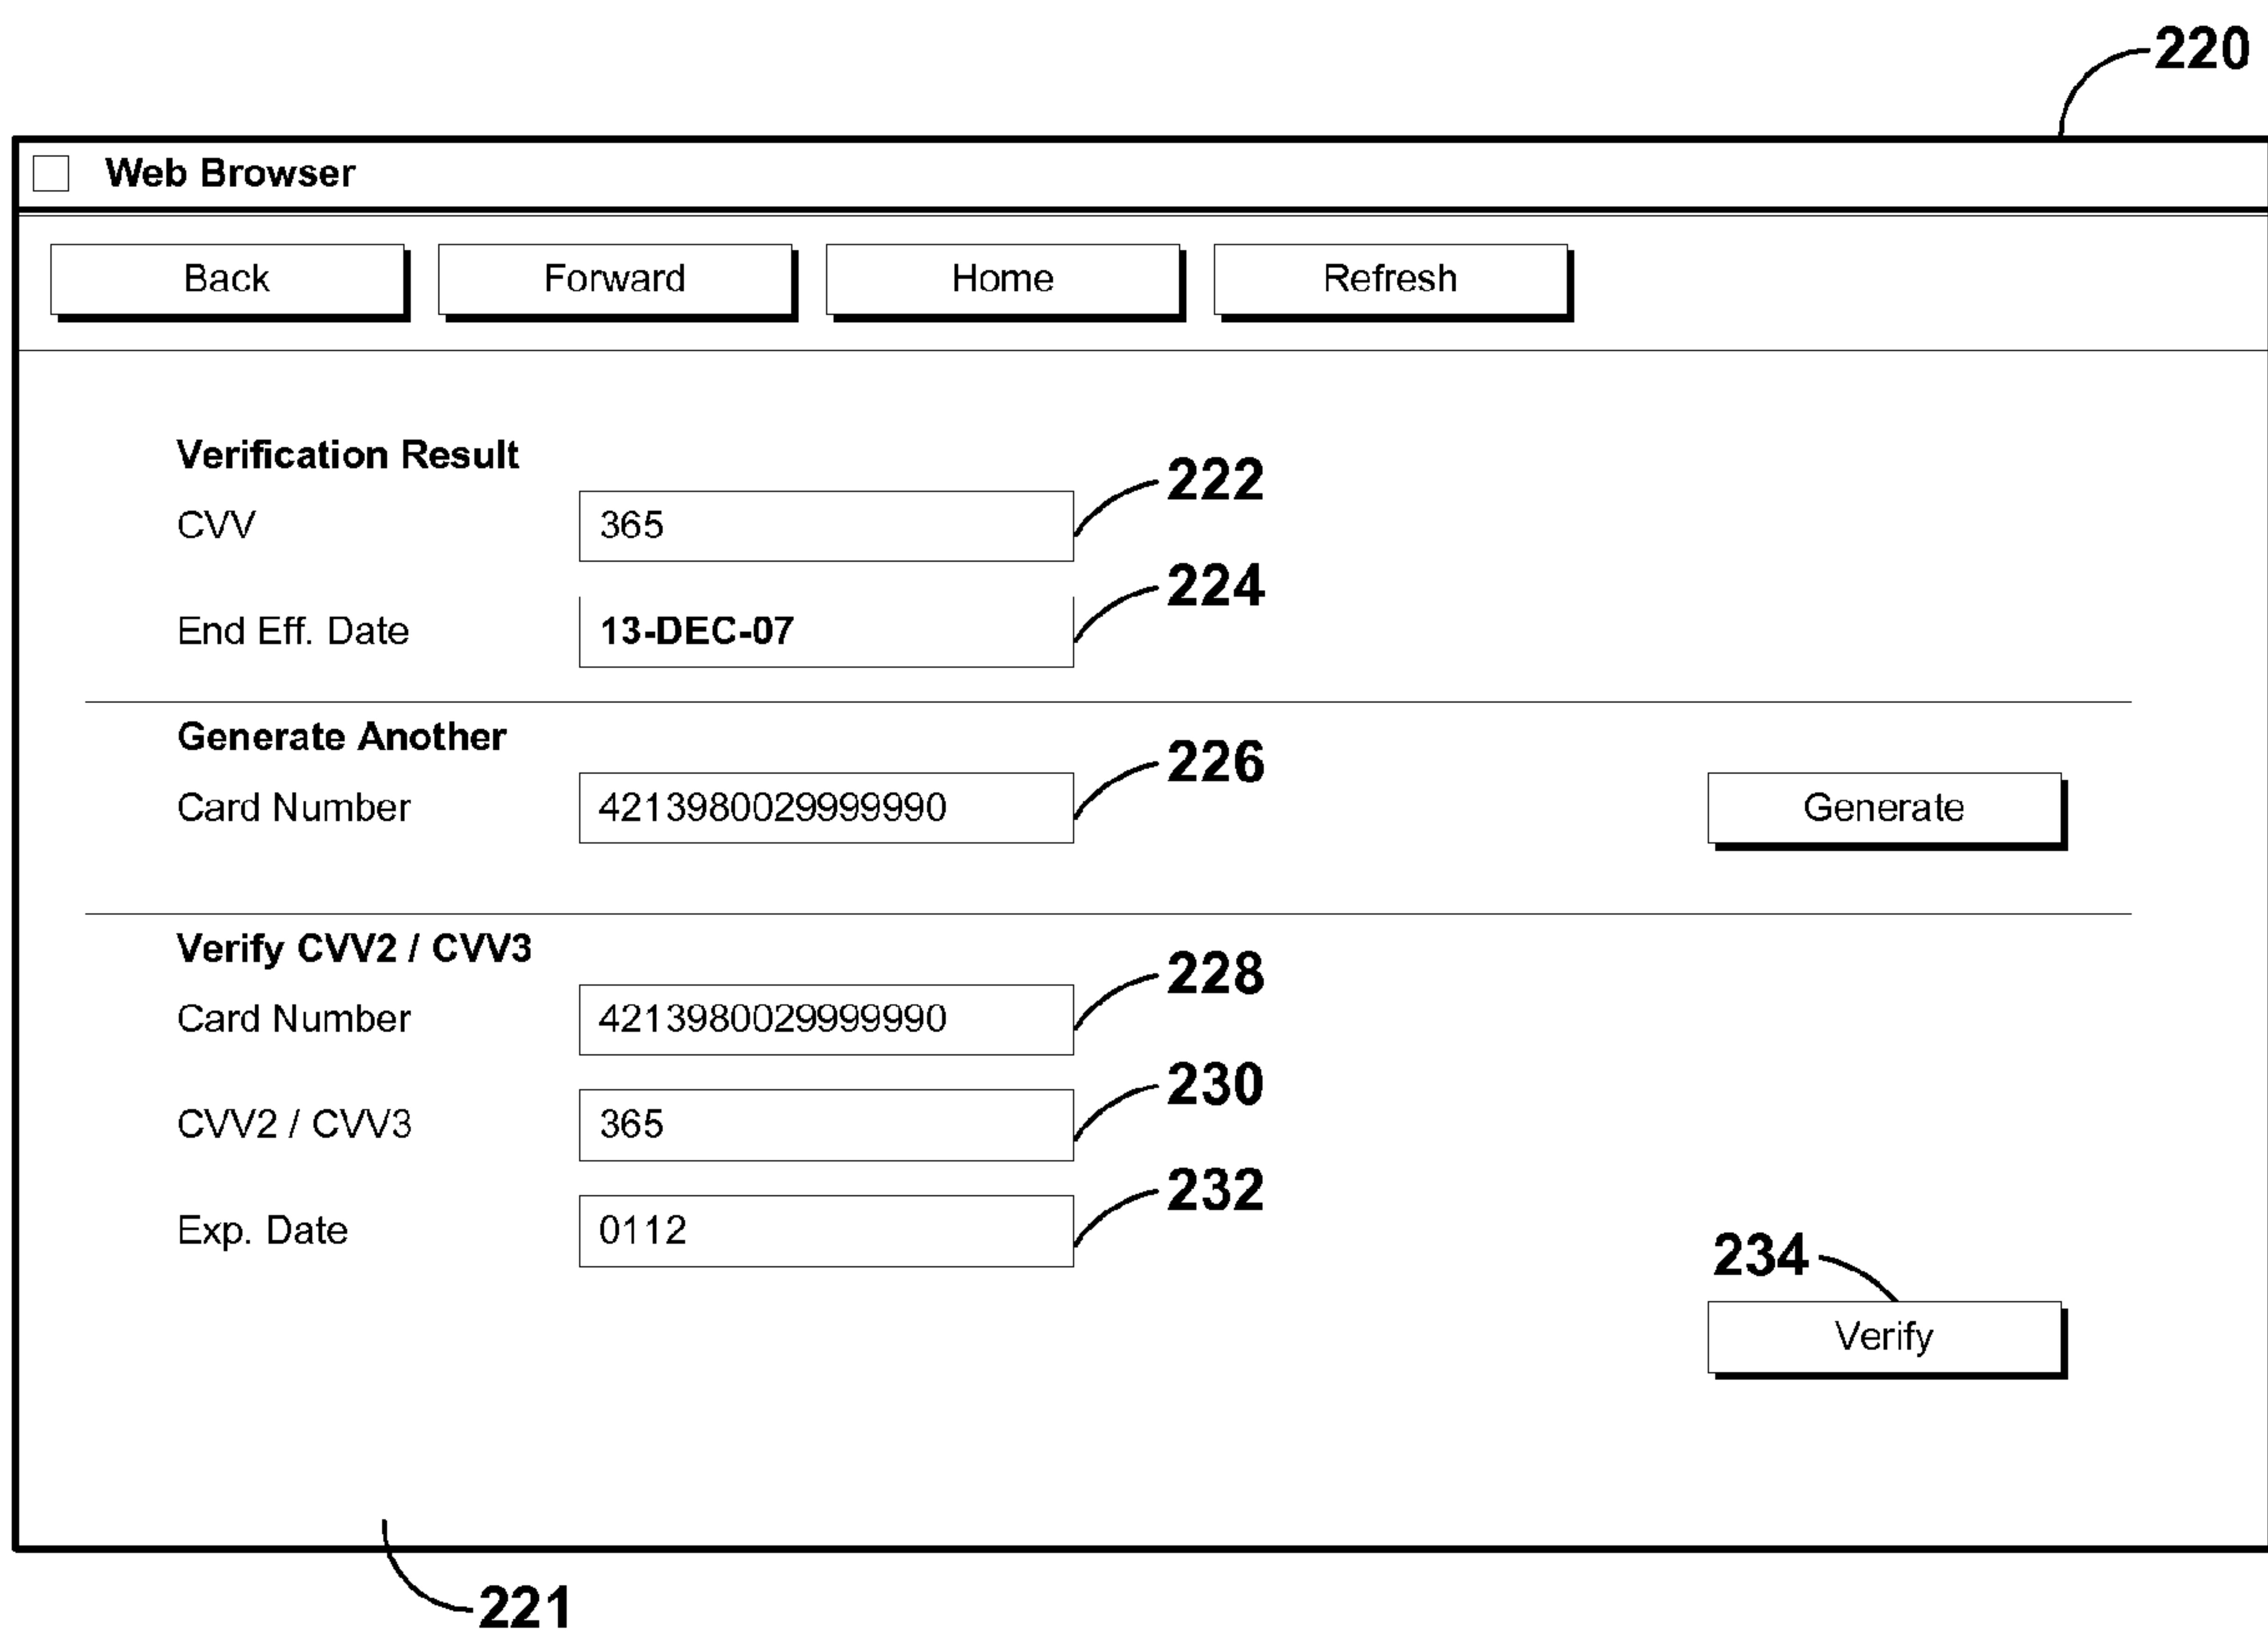 220
Web Browser
Back Forward Home Refresh
Verification Result
222
CVV 365
224
End Eff. Date 13-DEC-07
Generate Another
226
Card Number 4213980029999990 Generate
Verify CVV2 / CVV3
228
Card Number 4213980029999990
230
CVV2 / CVV3 365
232
Exp. Date 0112
234
Verify
221